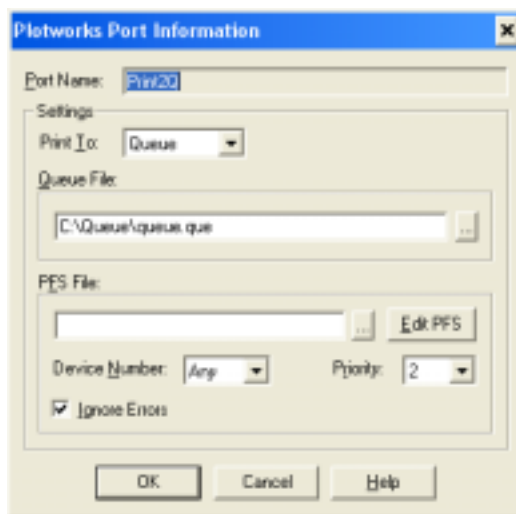 Plotworks Port Information
Port Name: Print2Q
Settings
Print To: Queue
Queue File:
C:\Queue\queue.que ...
PFS File:
... Edit PFS
Device Number: Any Priority: 2
Ignore Errors
OK Cancel Help